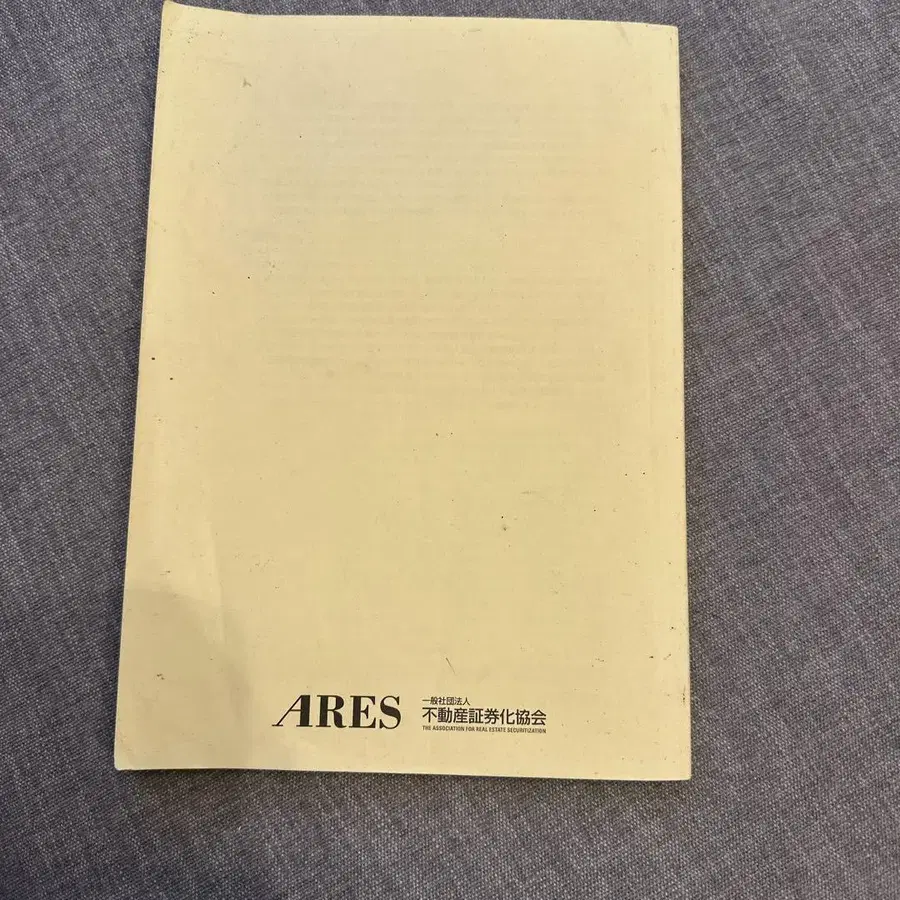 ARES
一般社団法人
不動産証券化協会
THE ASSOCIATION FOR REAL ESTATE SECURITIZATION